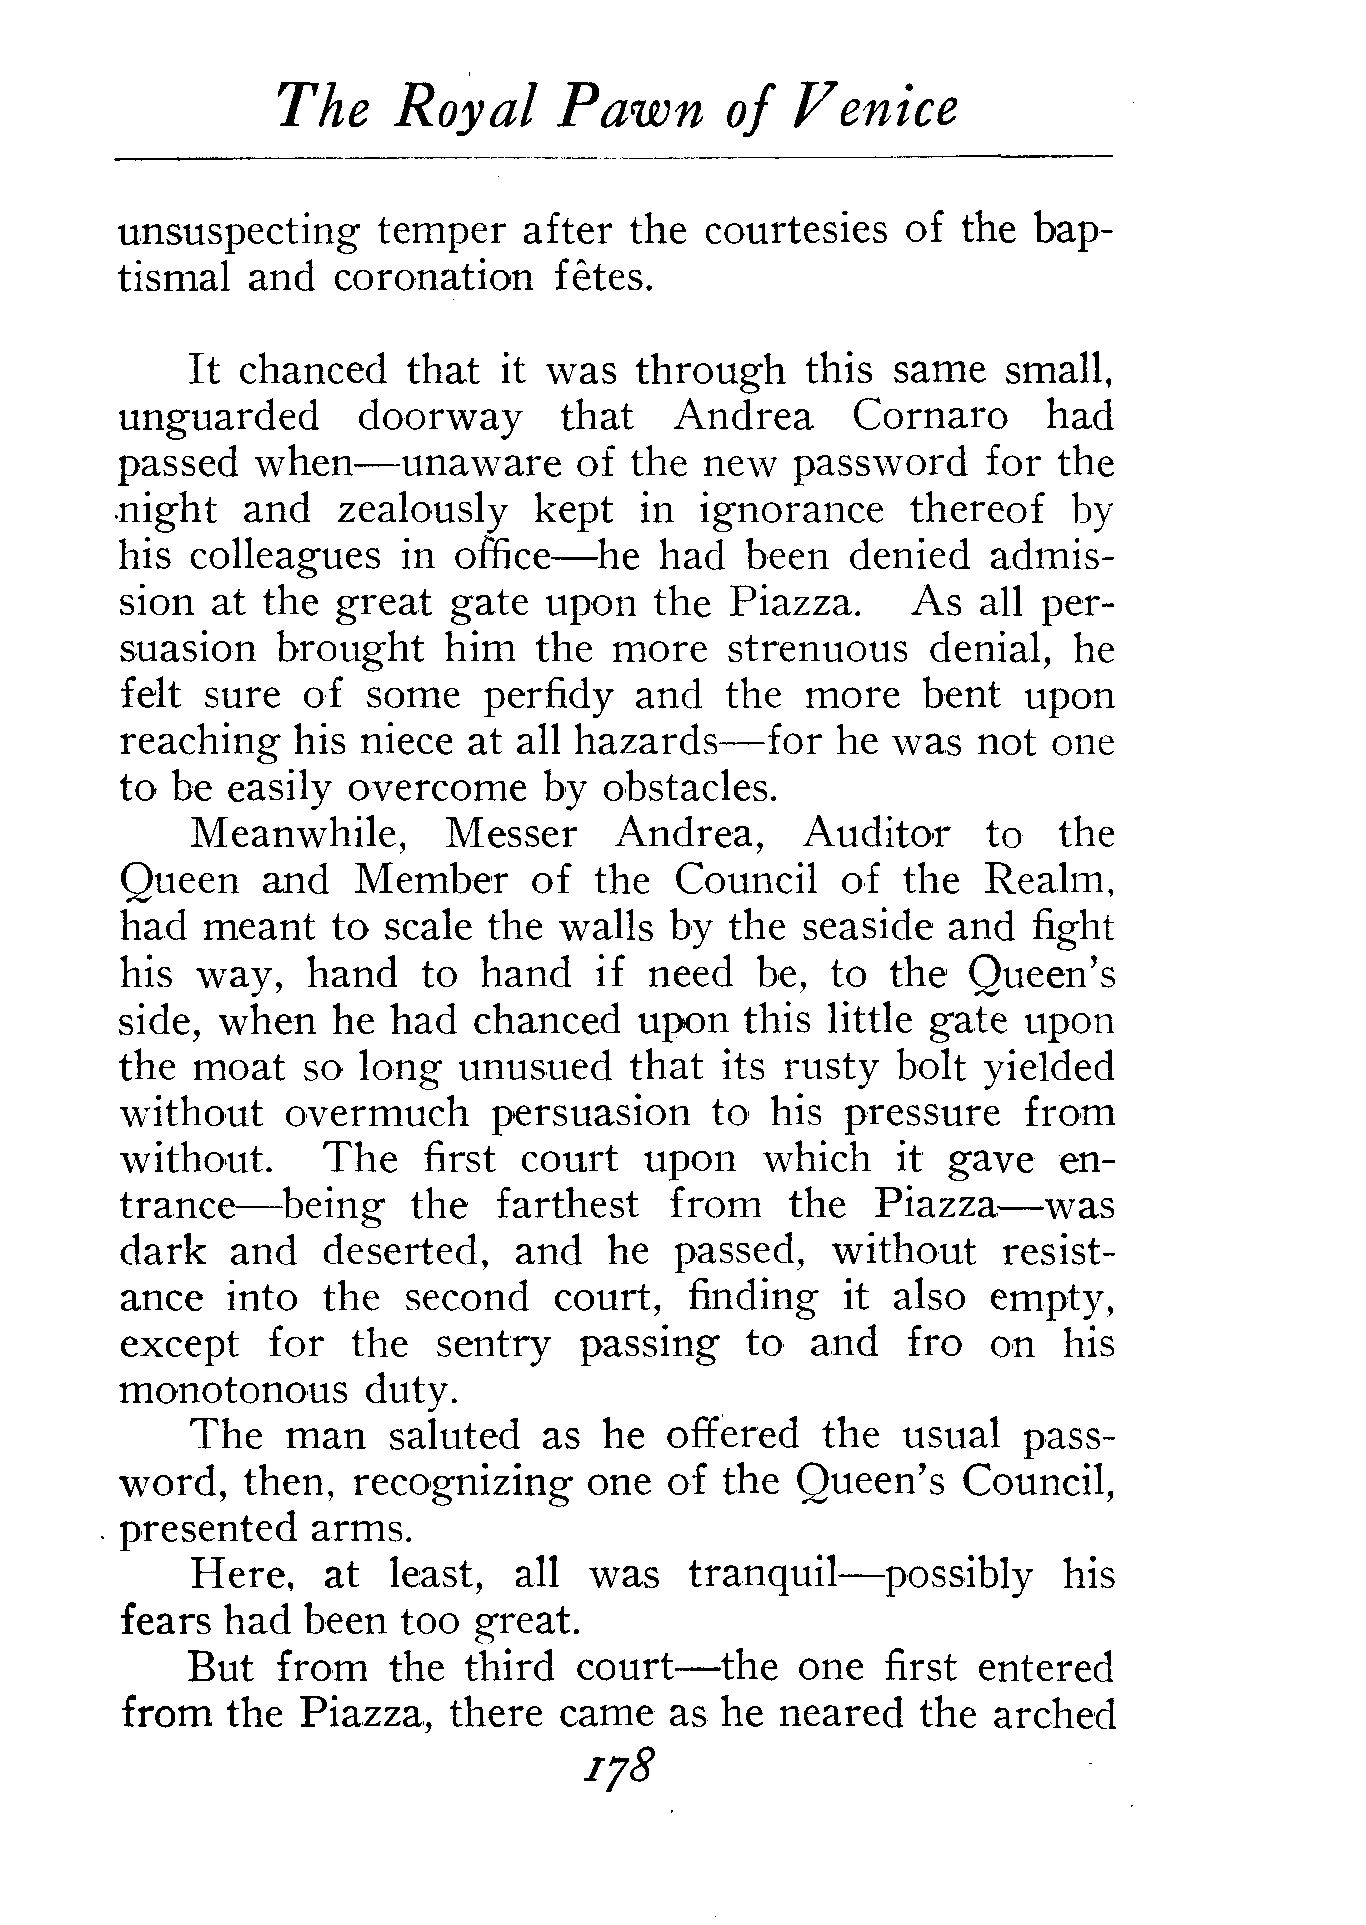 The Royal Pawn of Venice
unsuspecting temper after the courtesies of the bap-
tismal and coronation fêtes.
It chanced that it was through this same small,
unguarded doorway that Andrea Cornaro had
passed when—unaware of the new password for the
night and zealously kept in ignorance thereof by
his colleagues in office—he had been denied admis-
sion at the great gate upon the Piazza. As all per-
suasion brought him the more strenuous denial, he
felt sure of some perfidy and the more bent upon
reaching his niece at all hazards—for he was not one
to be easily overcome by obstacles.
Meanwhile, Messer Andrea, Auditor to the
Queen and Member of the Council of the Realm,
had meant to scale the walls by the seaside and fight
his way, hand to hand if need be, to the Queen's
side, when he had chanced upon this little gate upon
the moat so long unusued that its rusty bolt yielded
without overmuch persuasion to his pressure from
without. The first court upon which it gave en-
trance—being the farthest from the Piazza—was
dark and deserted, and he passed, without resist-
ance into the second court, finding it also empty,
except for the sentry passing to and fro on his
monotonous duty.
The man saluted as he offered the usual pass-
word, then, recognizing one of the Queen's Council,
presented arms.
Here, at least, all was tranquil—possibly his
fears had been too great.
But from the third court—the one first entered
from the Piazza, there came as he neared the arched
178